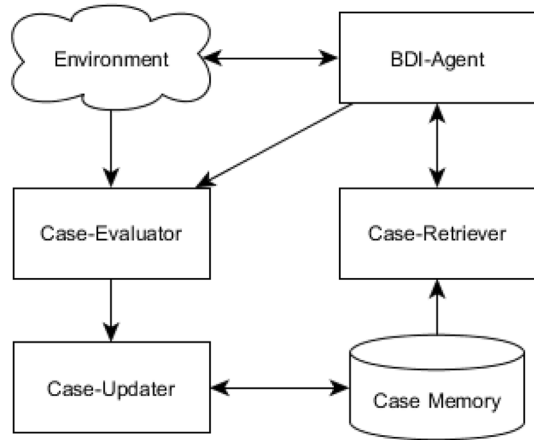 Environment
BDI-Agent
Case-Evaluator
Case-Retriever
Case-Updater
Case Memory